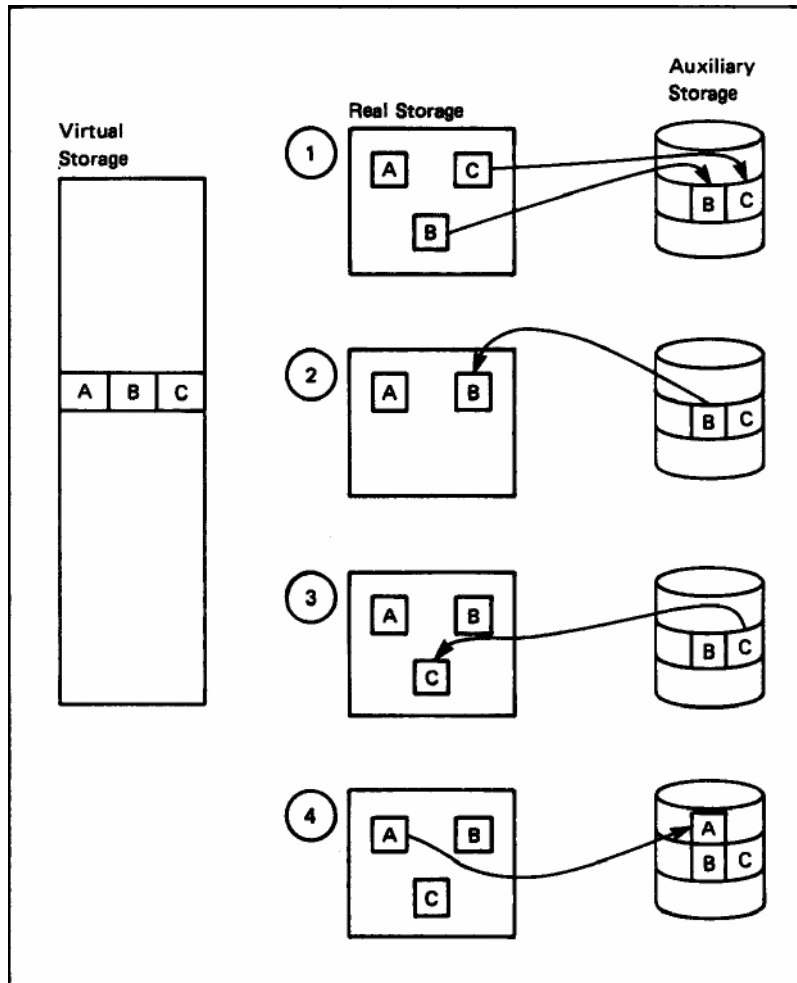 Virtual
Storage
A B C
Real Storage
Auxiliary
Storage
1
A C
B
B C
2
A B
B C
3
A B
C
B C
4
A B
C
A
B C